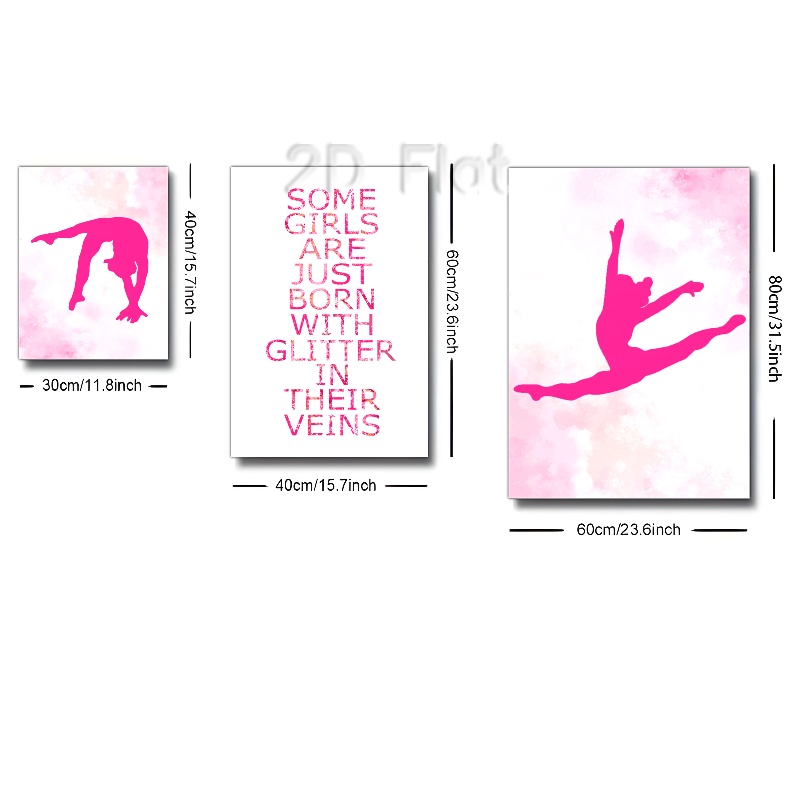 2D Flat
SOME
GIRLS
ARE
JUST
BORN
WITH
GLITTER
IN
THEIR
VEINS
40cm/15.7inch
30cm/11.8inch
60cm/23.6inch
40cm/15.7inch
80cm/31.5inch
60cm/23.6inch